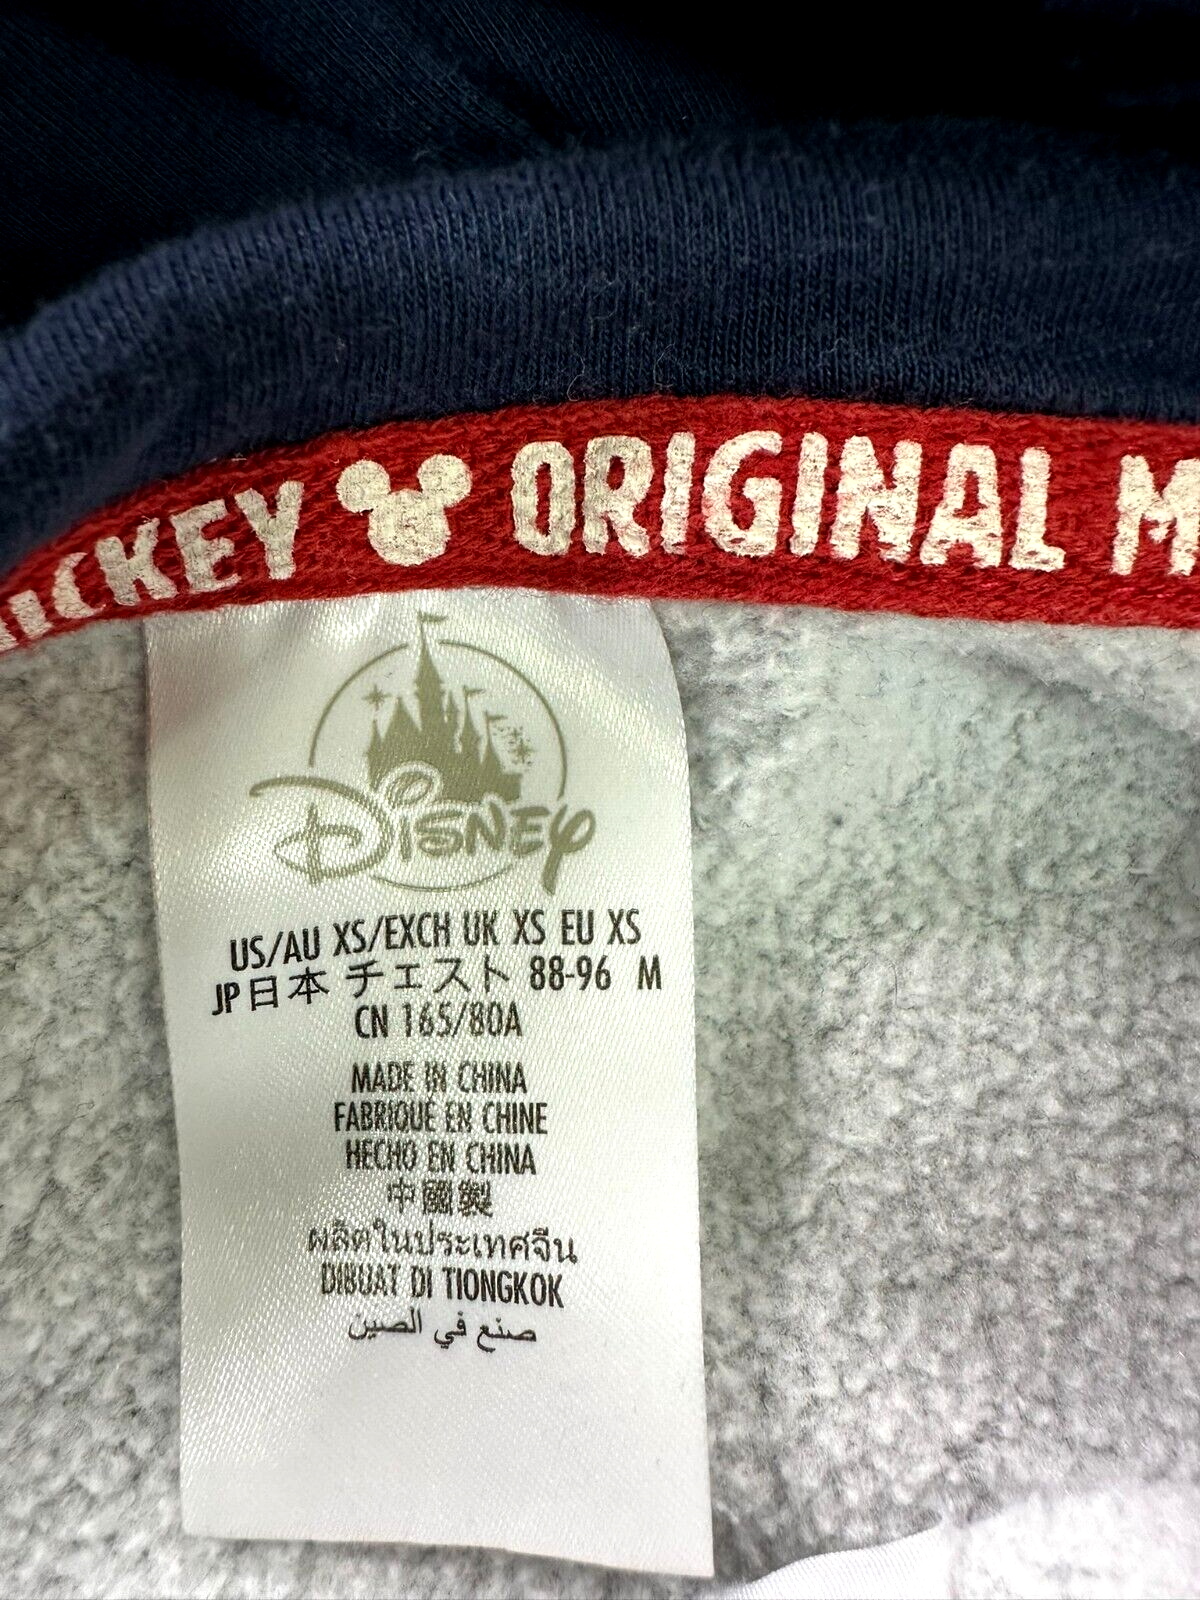 MICKEY ORIGINAL M
Disney
US/AU XS/EXCH UK XS EU XS
JP日本 チェスト 88-96 M
CN 165/80A
MADE IN CHINA
FABRIQUÉ EN CHINE
HECHO EN CHINA
中國製
ผลิตในประเทศจีน
DIBUAT DI TIONGKOK
صنع في الصين